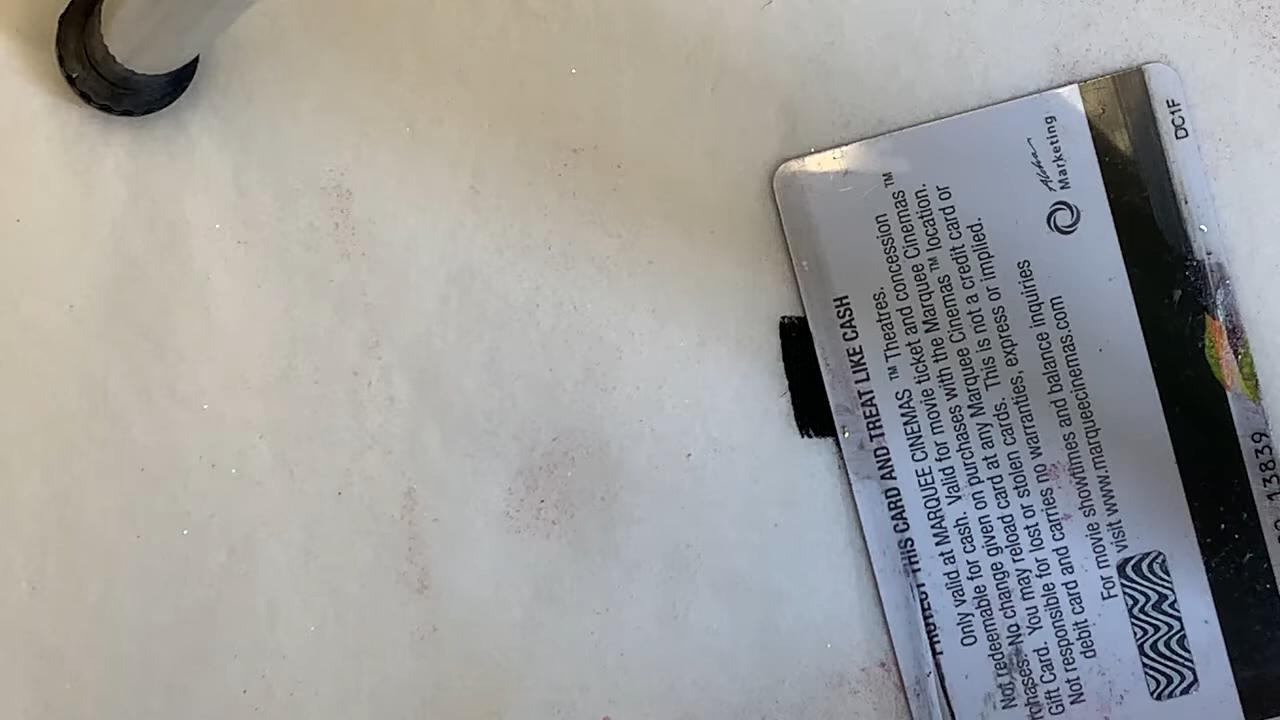 PROTECT THIS CARD AND TREAT LIKE CASH
Only valid at MARQUEE CINEMAS ™ Theatres.
Not redeemable for cash. Valid for movie ticket and concession ™
purchases with the Marquee Cinemas ™
No change given on any Marquee Cinemas ™ location.
Gift Card. You may reload card at any This is not a credit card or
Not responsible for lost or stolen cards. express or implied.
debit card and carries no warranties,
For movie showtimes and balance inquiries
visit www.marqueecinemas.com
Aloha
Marketing
DC1F
13839